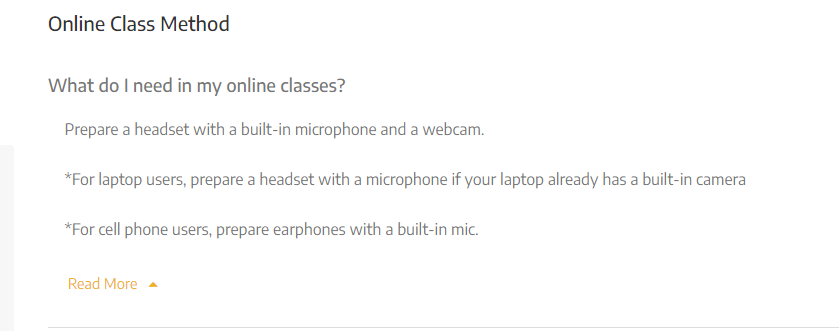 Online Class Method
What do I need in my online classes?
Prepare a headset with a built-in microphone and a webcam.
*For laptop users, prepare a headset with a microphone if your laptop already has a built-in camera
*For cell phone users, prepare earphones with a built-in mic.
Read More